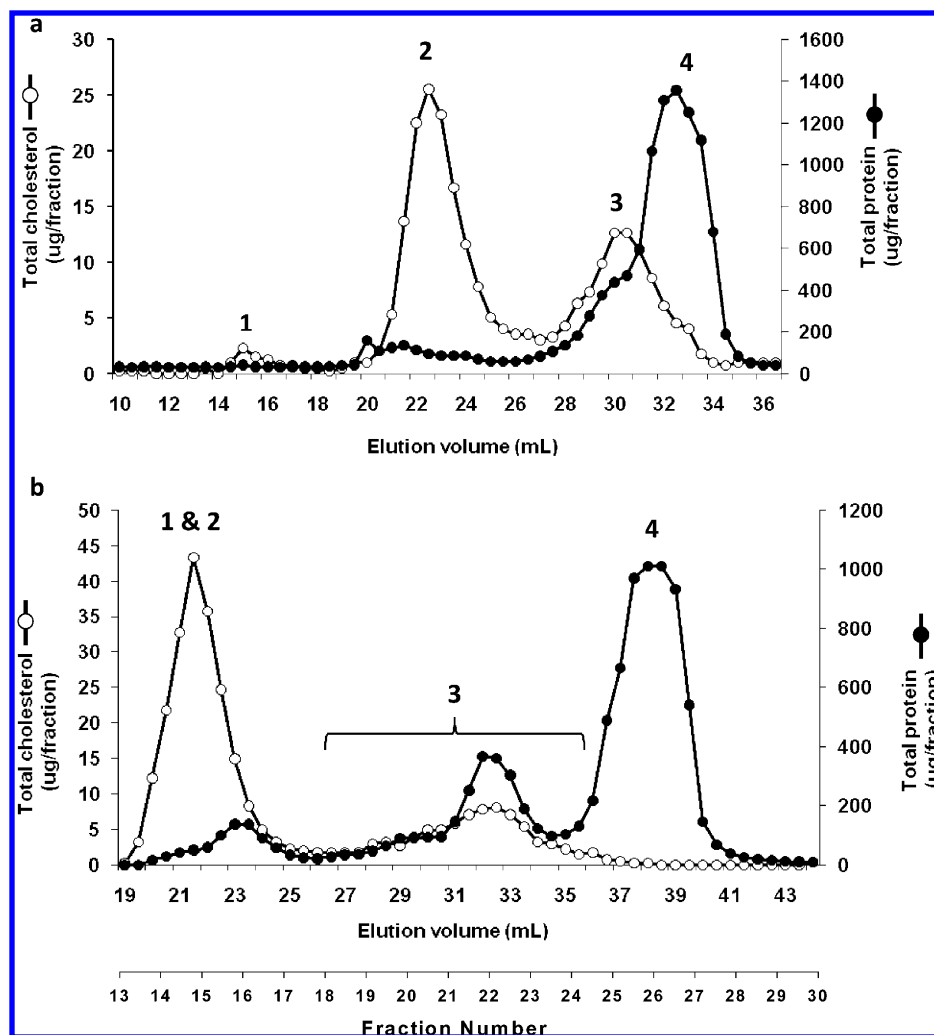 a
30
25
20
15
10
5
0
Total cholesterol
(ug/fraction)
1
2
3
4
1600
1400
1200
1000
800
600
400
200
0
Total protein
(ug/fraction)
10 12 14 16 18 20 22 24 26 28 30 32 34 36
Elution volume (mL)
b
50
45
40
35
30
25
20
15
10
5
0
Total cholesterol
(ug/fraction)
1 & 2
3
4
1200
1000
800
600
400
200
0
Total protein
(ug/fraction)
19 21 21 23 27 29 31 33 37 39 41 43
Elution volume (mL)
13 14 15 16 17 18 19 20 21 22 23 24 25 26 27 28 29 30
Fraction Number